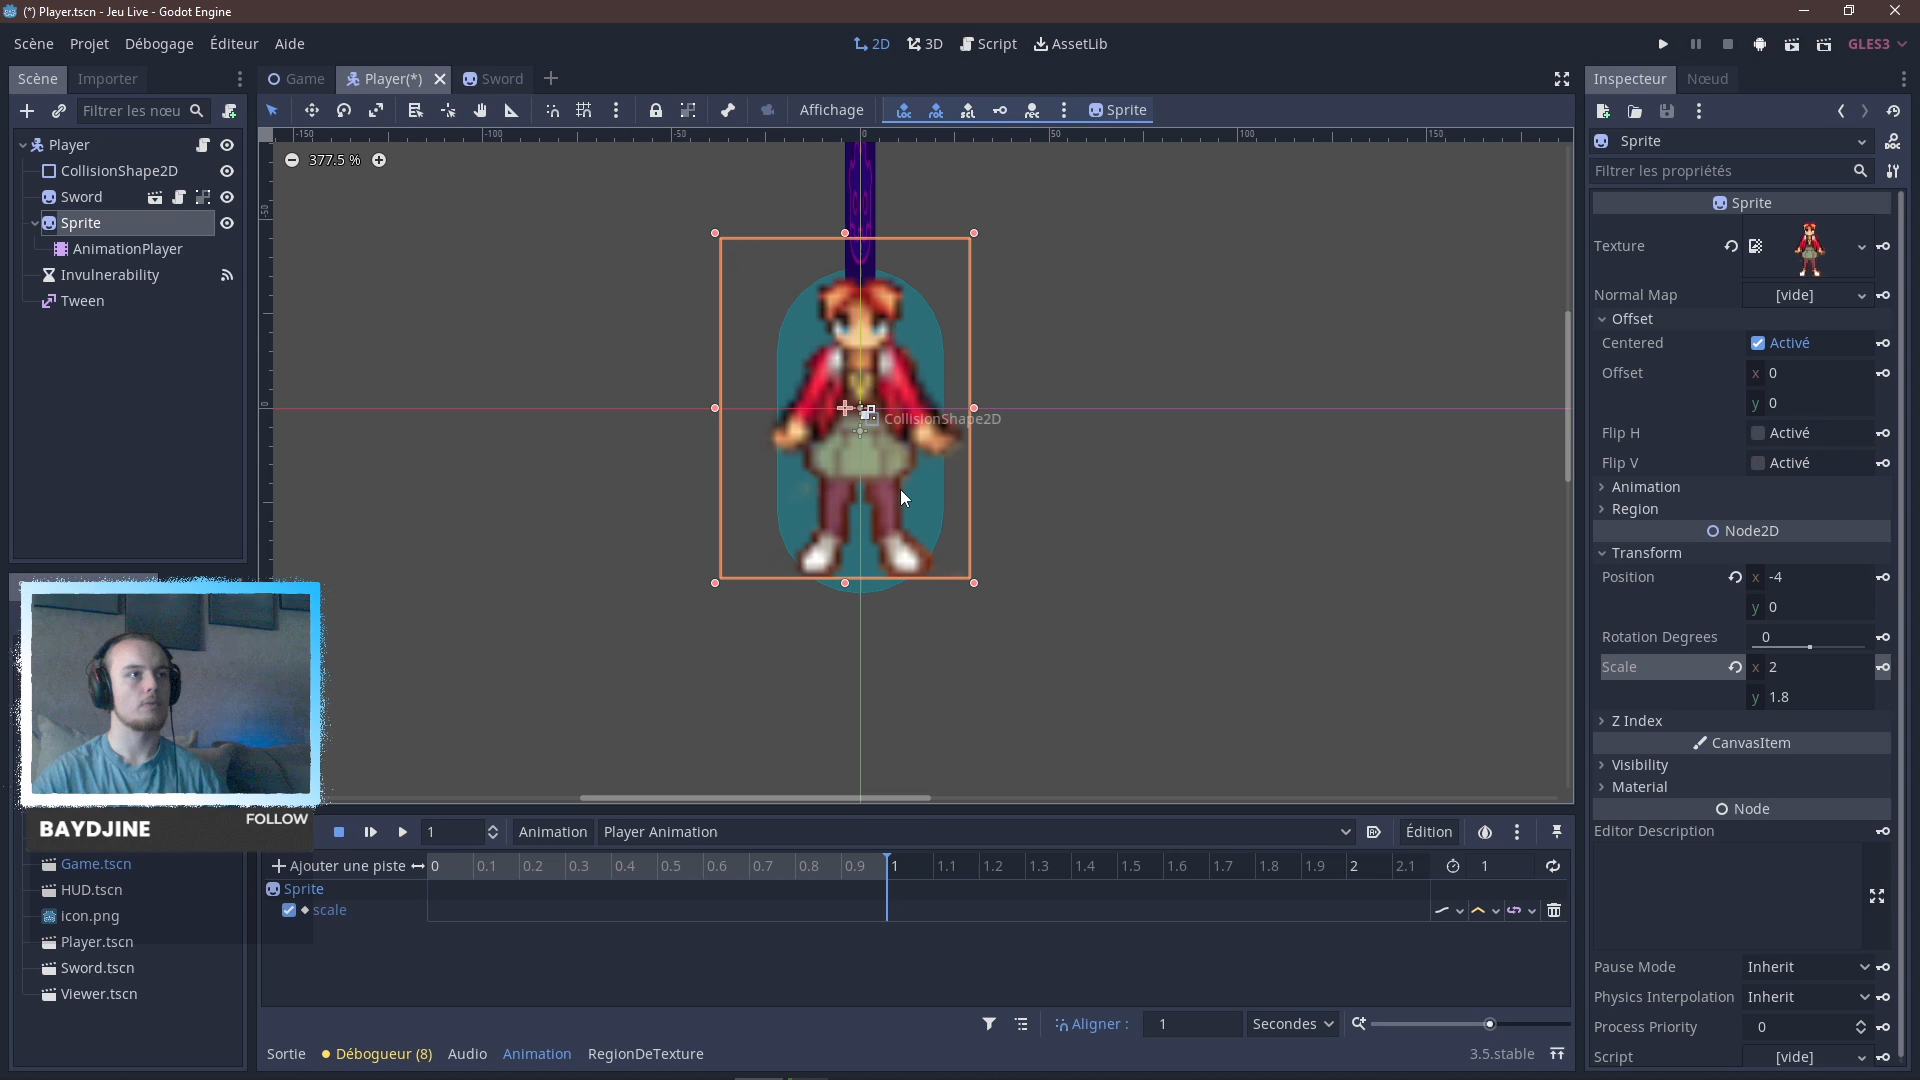 (*) Player.tscn - Jeu Live - Godot Engine
Scène Projet Débogage Éditeur Aide
2D 3D Script AssetLib
GLES3
Scène Importer
Game Player(*) Sword
Inspecteur Nœud
Filtrer les nœu
Affichage
Sprite
Player
CollisionShape2D
Sword
Sprite
AnimationPlayer
Invulnerability
Tween
-150 -100 -50 0 50 100 150
377.5 %
-50
0
CollisionShape2D
Sprite
Filtrer les propriétés
Sprite
Texture
Normal Map [vide]
Offset
Centered Activé
Offset x 0
y 0
Flip H Activé
Flip V Activé
Animation
Region
Node2D
Transform
Position x -4
y 0
Rotation Degrees 0
Scale x 2
y 1.8
Z Index
CanvasItem
Visibility
Material
Node
Editor Description
Pause Mode Inherit
Physics Interpolation Inherit
Process Priority 0
Script [vide]
BAYDJINE
FOLLOW
Game.tscn
HUD.tscn
icon.png
Player.tscn
Sword.tscn
Viewer.tscn
1 Animation Player Animation Édition
Ajouter une piste 0 0.1 0.2 0.3 0.4 0.5 0.6 0.7 0.8 0.9 1 1.1 1.2 1.3 1.4 1.5 1.6 1.7 1.8 1.9 2 2.1 1
Sprite
scale
Aligner : 1 Secondes
Sortie Débogueur (8) Audio Animation RegionDeTexture
3.5.stable